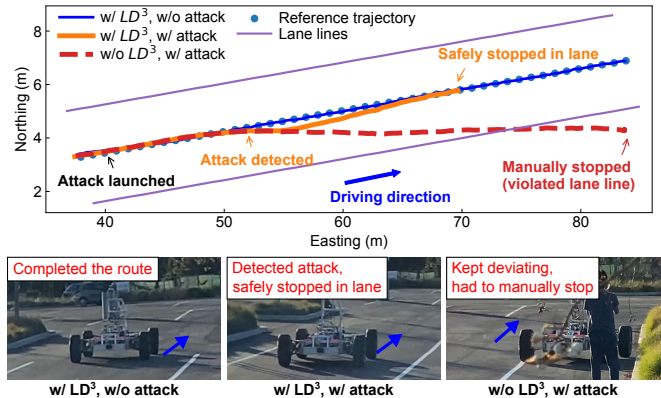 w/ LD³, w/o attack
w/ LD³, w/ attack
w/o LD³, w/ attack
Reference trajectory
Lane lines
Safely stopped in lane
Northing (m)
8
6
4
2
Attack detected
Attack launched
Driving direction
Manually stopped
(violated lane line)
40
50
60
70
80
Easting (m)
Completed the route
Detected attack,
safely stopped in lane
Kept deviating,
had to manually stop
w/ LD³, w/o attack
w/ LD³, w/ attack
w/o LD³, w/ attack